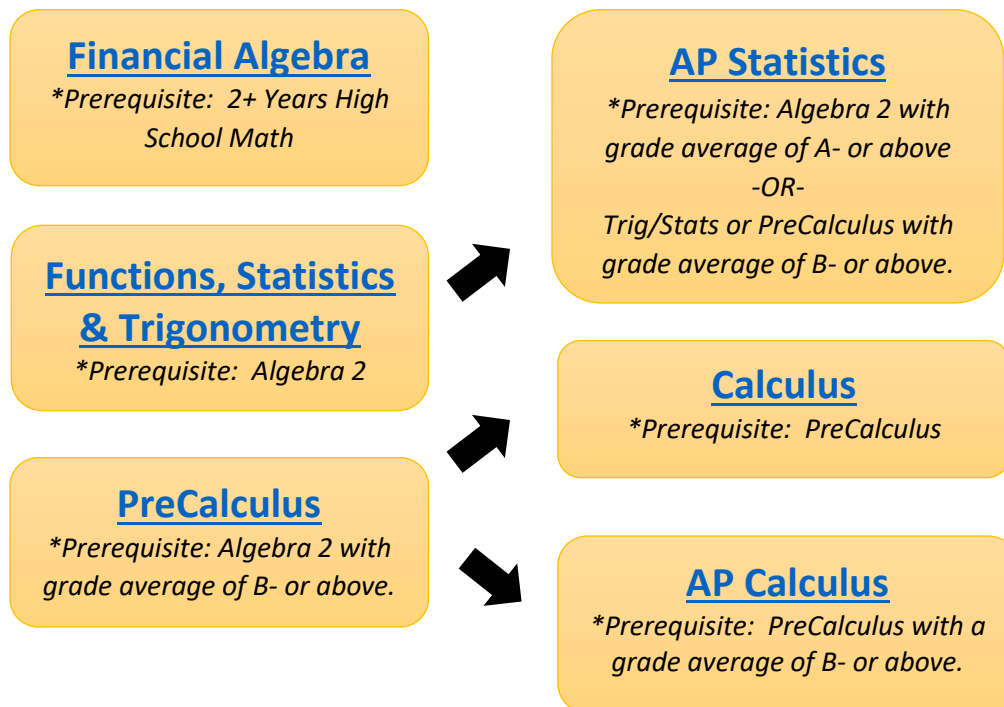 Financial Algebra
*Prerequisite:  2+ Years High
School Math
Functions, Statistics
& Trigonometry
*Prerequisite:  Algebra 2
PreCalculus
*Prerequisite: Algebra 2 with
grade average of B- or above.
AP Statistics
*Prerequisite: Algebra 2 with
grade average of A- or above
-OR-
Trig/Stats or PreCalculus with
grade average of B- or above.
Calculus
*Prerequisite:  PreCalculus
AP Calculus
*Prerequisite:  PreCalculus with a
grade average of B- or above.